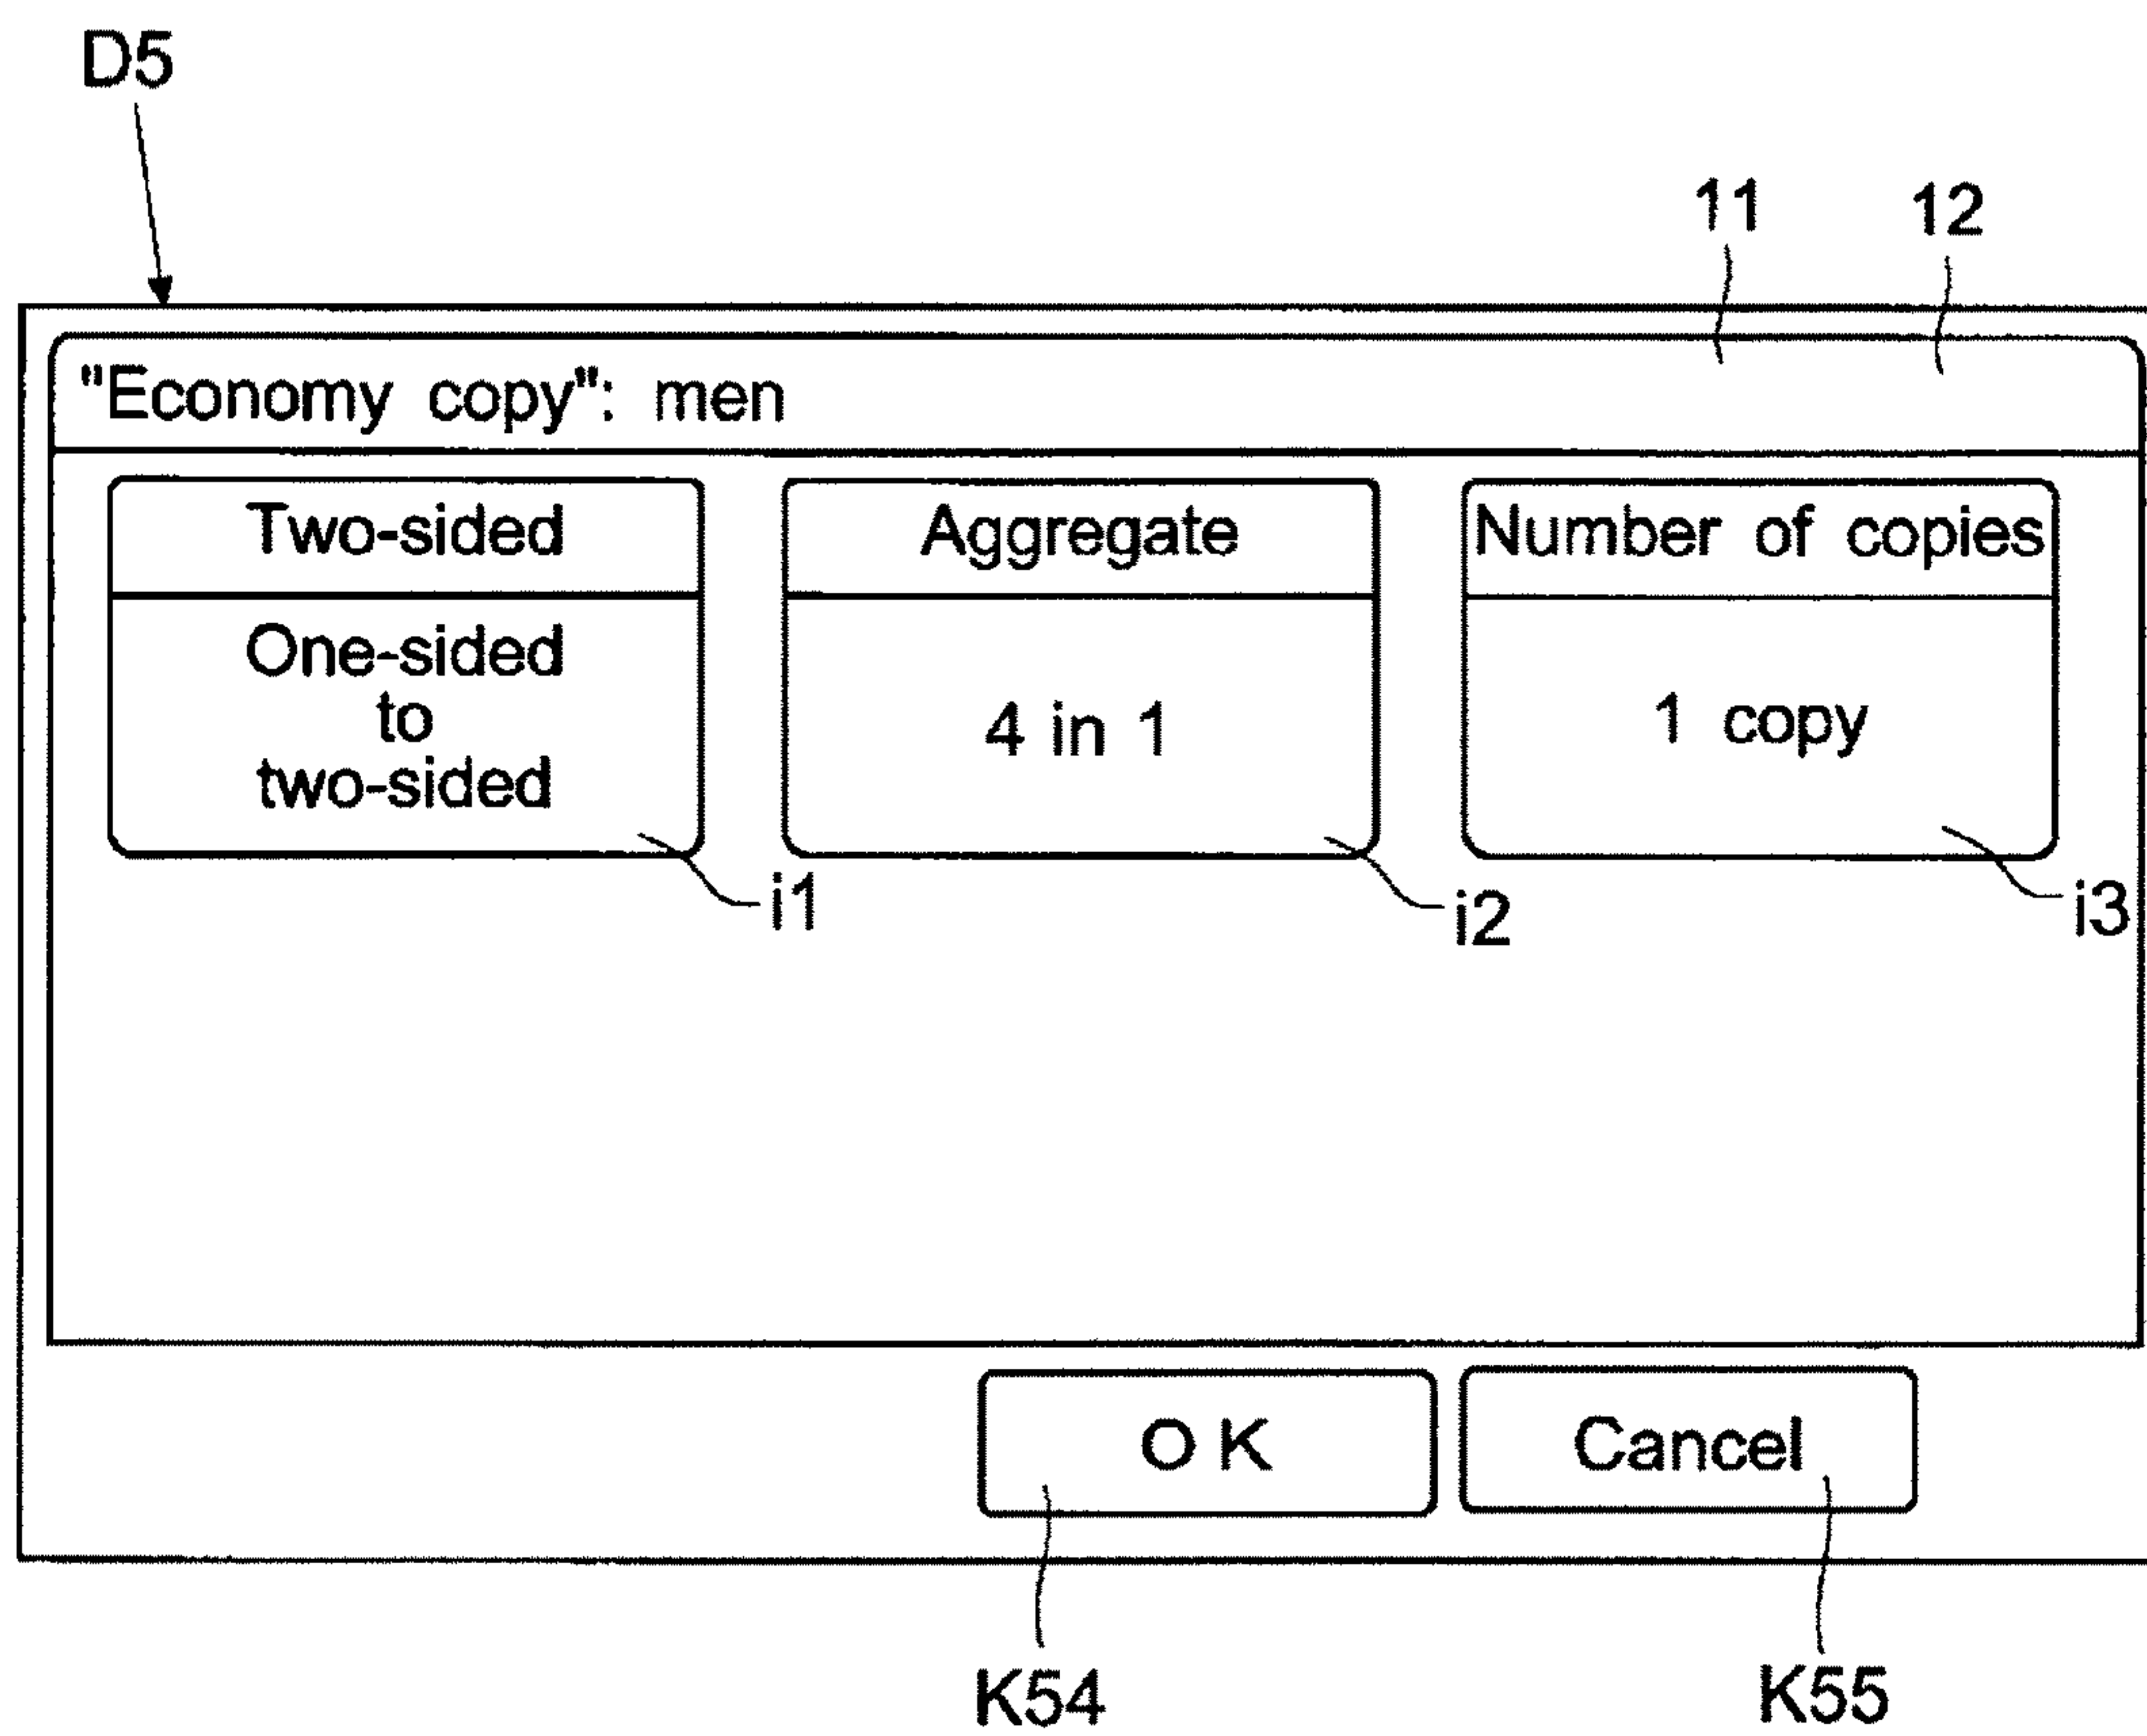 D5
11
12
"Economy copy": men
Two-sided
Aggregate
Number of copies
One-sided
to
two-sided
4 in 1
1 copy
i1
i2
i3
O K
Cancel
K54
K55